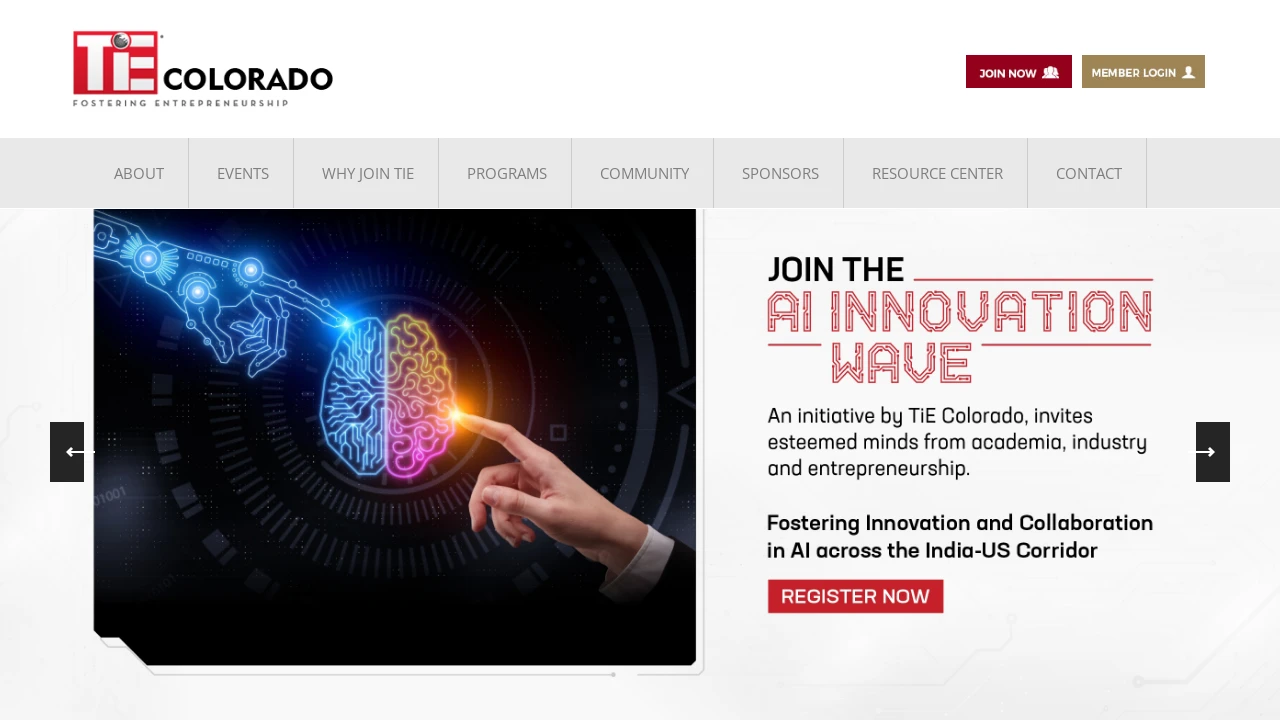 TiE COLORADO
FOSTERING ENTREPRENEURSHIP
JOIN NOW
MEMBER LOGIN
ABOUT
EVENTS
WHY JOIN TIE
PROGRAMS
COMMUNITY
SPONSORS
RESOURCE CENTER
CONTACT
JOIN THE
AI INNOVATION
WAVE
An initiative by TiE Colorado, invites
esteemed minds from academia, industry
and entrepreneurship.
Fostering Innovation and Collaboration
in AI across the India-US Corridor
REGISTER NOW
01001